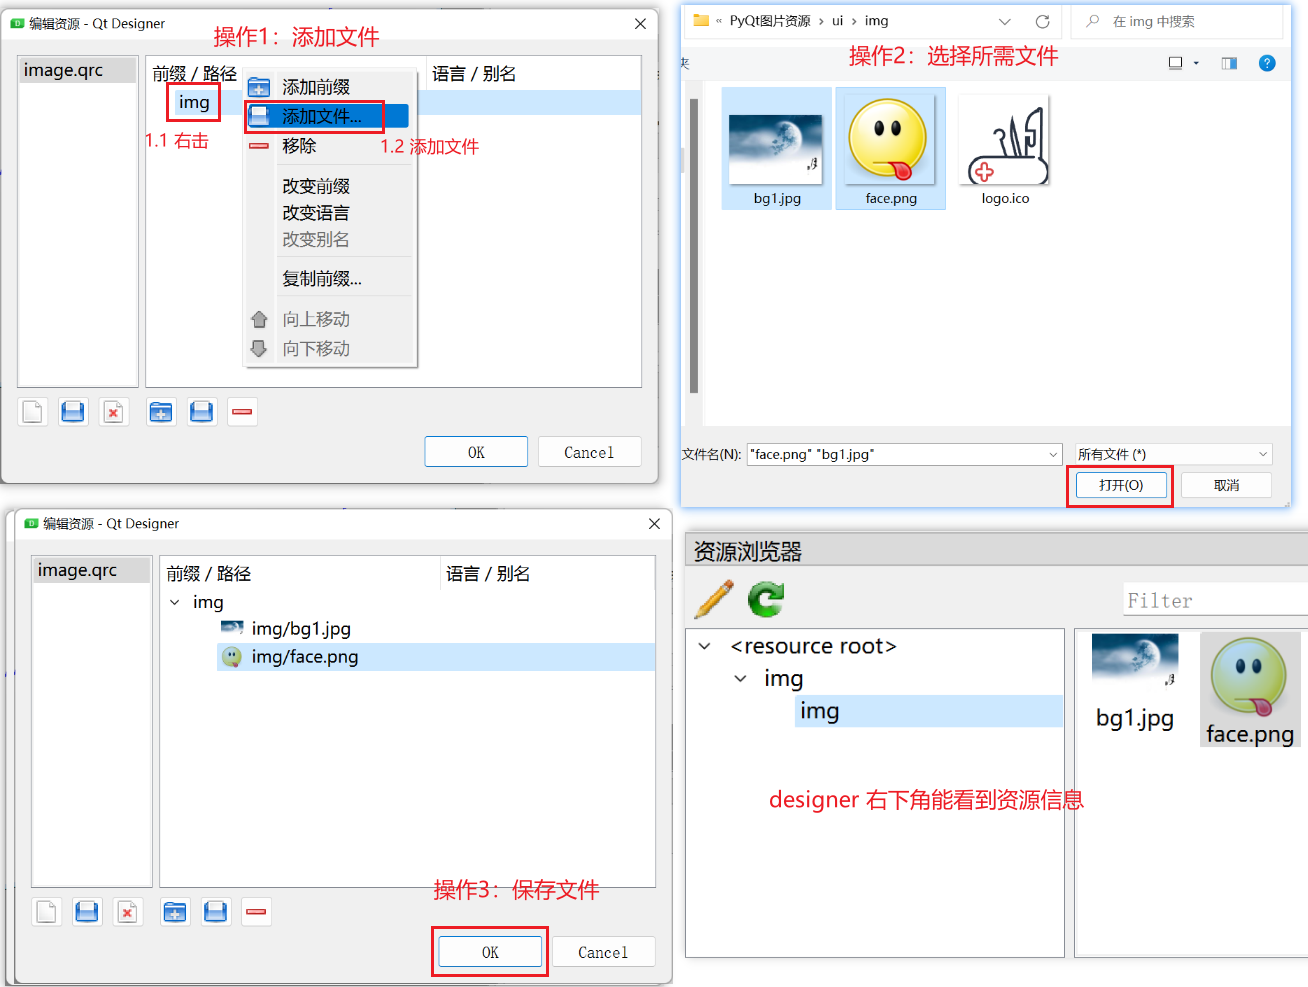 编辑资源 - Qt Designer
操作1：添加文件
image.qrc
前缀 / 路径
语言 / 别名
img
添加前缀
添加文件...
移除
1.1 右击
1.2 添加文件
改变前缀
改变语言
改变别名
复制前缀...
向上移动
向下移动
OK
Cancel
« PyQt图片资源 › ui › img
在 img 中搜索
操作2：选择所需文件
夹
bg1.jpg
face.png
logo.ico
文件名(N):
"face.png" "bg1.jpg"
所有文件 (*)
打开(O)
取消
编辑资源 - Qt Designer
image.qrc
前缀 / 路径
语言 / 别名
img
img/bg1.jpg
img/face.png
操作3：保存文件
OK
Cancel
资源浏览器
Filter
<resource root>
img
img
bg1.jpg
face.png
designer 右下角能看到资源信息